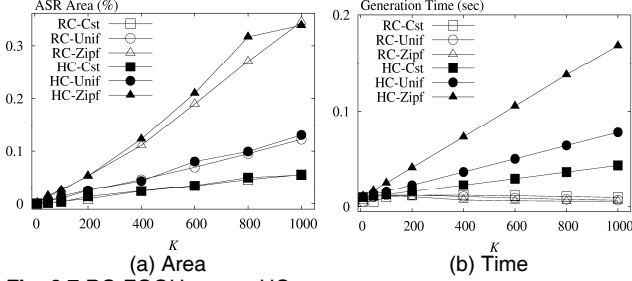 ASR Area (%)
RC-Cst
RC-Unif
RC-Zipf
HC-Cst
HC-Unif
HC-Zipf
0.3
0.2
0.1
0
0 200 400 600 800 1000
K
(a) Area
Generation Time (sec)
RC-Cst
RC-Unif
RC-Zipf
HC-Cst
HC-Unif
HC-Zipf
0.2
0.1
0
0 200 400 600 800 1000
K
(b) Time